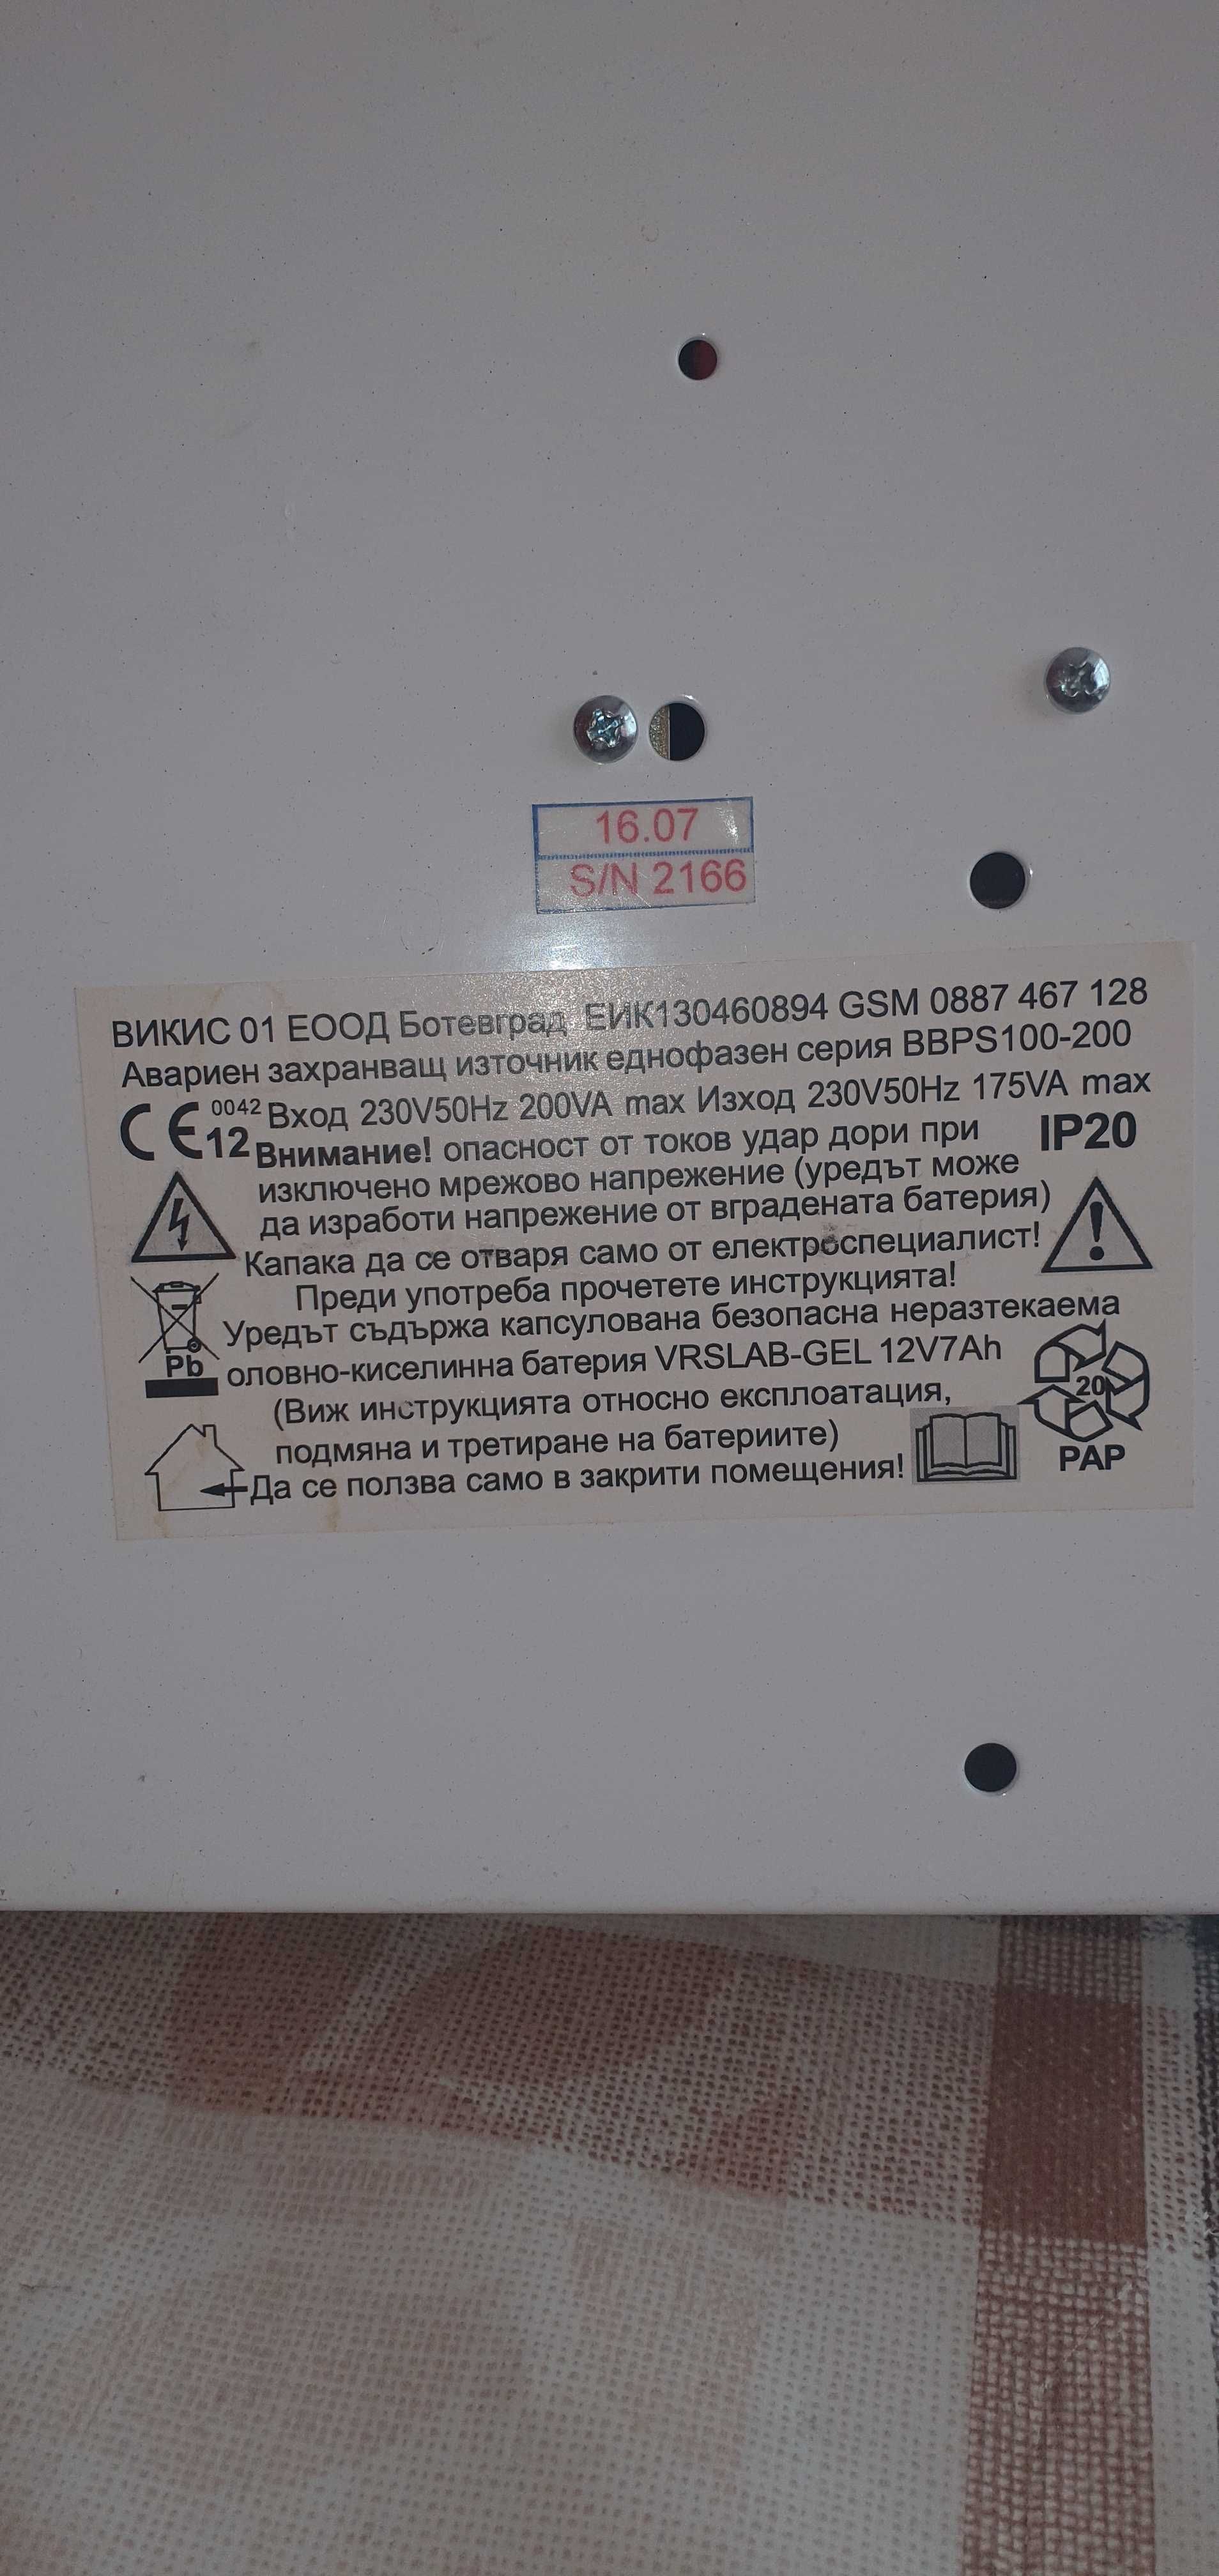 16.07
S/N 2166
ВИКИС 01 ЕООД Ботевград ЕИК130460894 GSM 0887 467 128
Авариен захранващ източник еднофазен серия BBPS100-200
CE 0042 12 Вход 230V50Hz 200VA max Изход 230V50Hz 175VA max
Внимание! опасност от токов удар дори при IP20
изключено мрежово напрежение (уредът може
да изработи напрежение от вградената батерия)
Капака да се отваря само от електроспециалист!
Преди употреба прочетете инструкцията!
Уредът съдържа капсулована безопасна неразтекаема
Pb оловно-киселинна батерия VRSLAB-GEL 12V7Ah
20
(Виж инструкцията относно експлоатация,
подмяна и третиране на батериите)
PAP
Да се ползва само в закрити помещения!